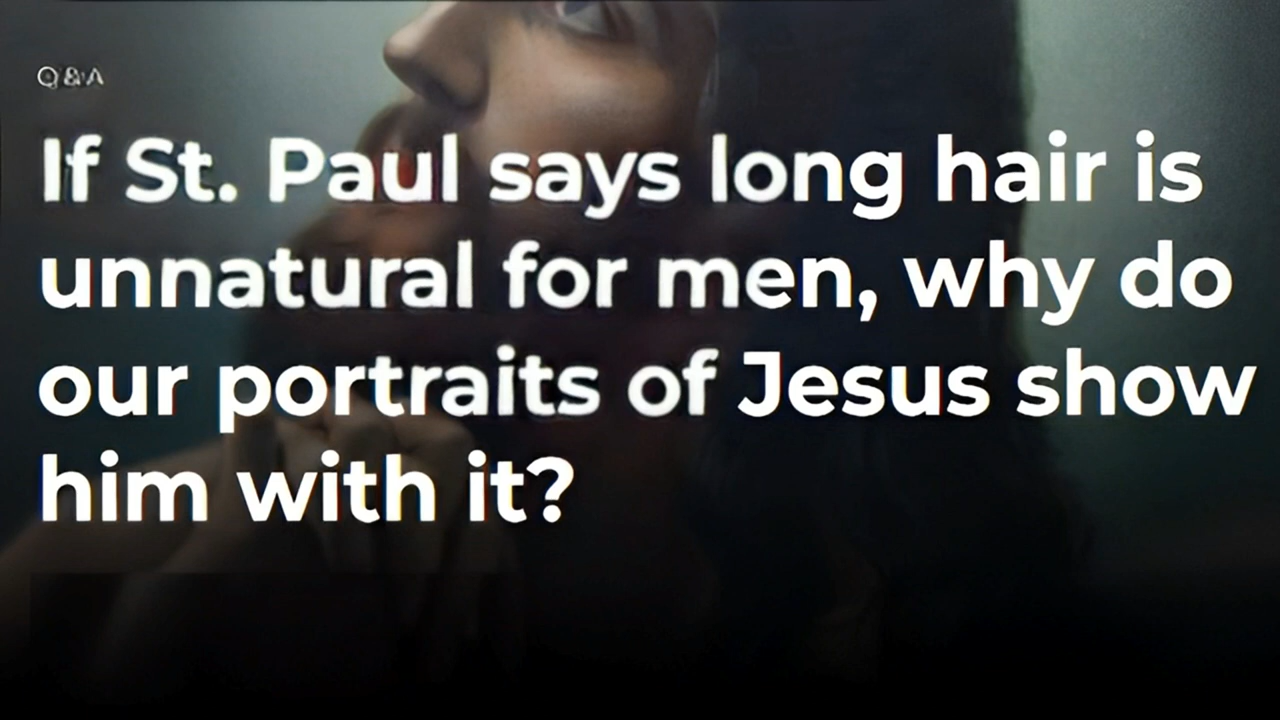 Q&A
If St. Paul says long hair is
unnatural for men, why do
our portraits of Jesus show
him with it?